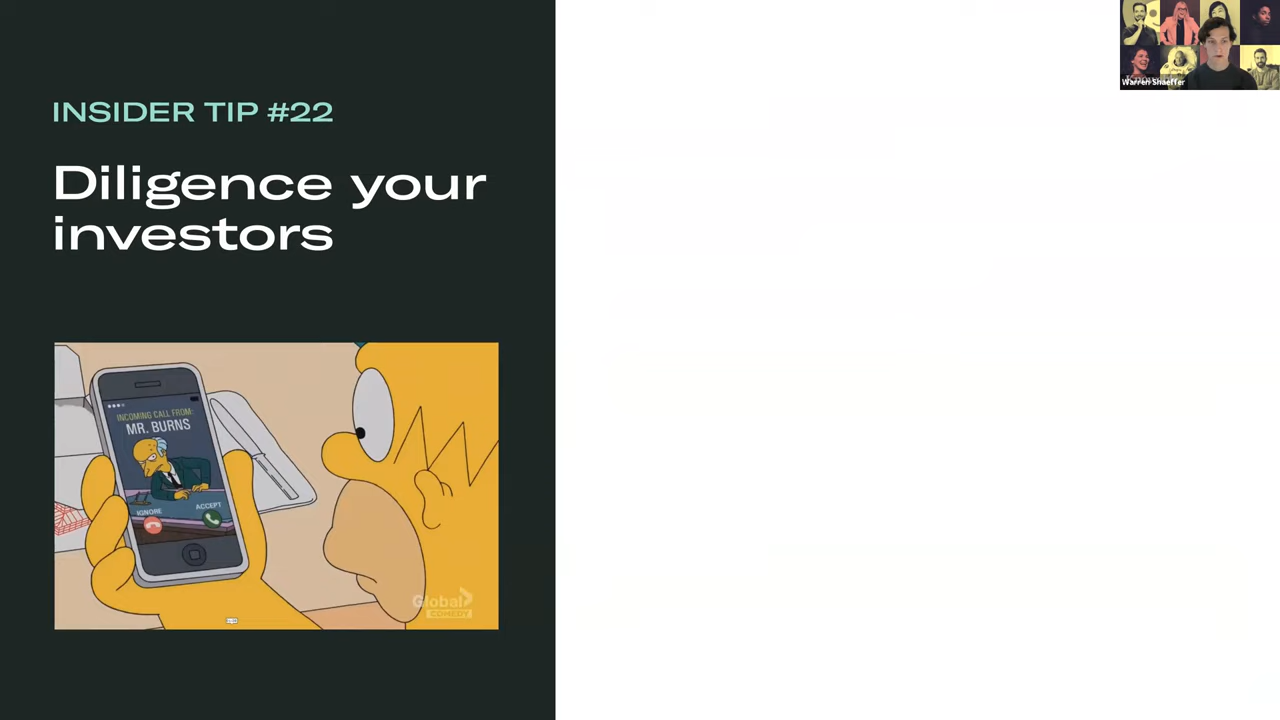 INSIDER TIP #22
Diligence your
investors
INCOMING CALL FROM:
MR. BURNS
IGNORE
ACCEPT
Global
COMEDY
Warren Shaeffer